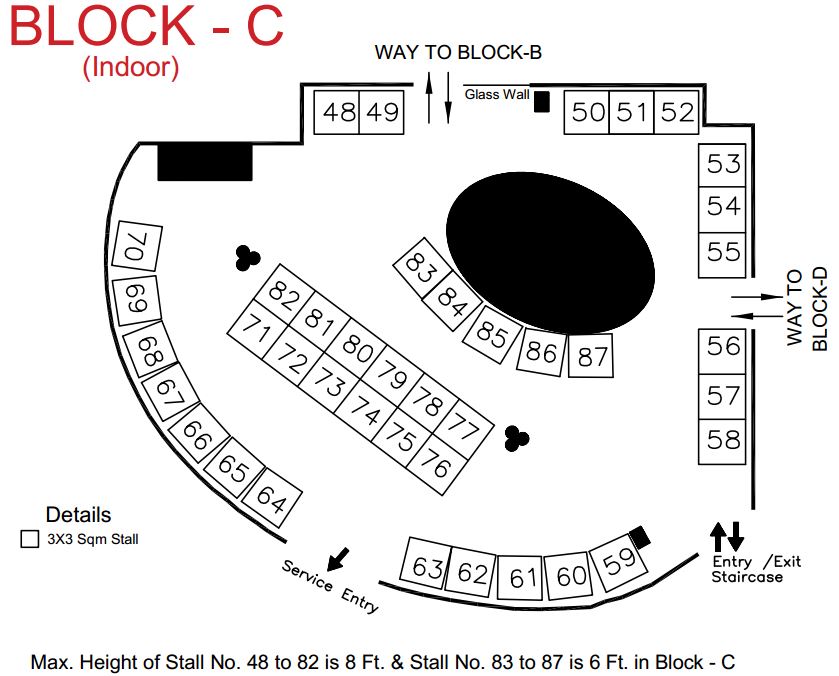 BLOCK - C
(Indoor)
WAY TO BLOCK-B
Glass Wall
48 49
50 51 52
53
54
55
WAY TO
BLOCK-D
56
57
58
70
69
68
67
66
65
64
83
84
85
86
87
82
81
80
79
78
77
71
72
73
74
75
76
Details
3X3 Sqm Stall
Service Entry
63 62 61 60 59
Entry /Exit
Staircase
Max. Height of Stall No. 48 to 82 is 8 Ft. & Stall No. 83 to 87 is 6 Ft. in Block - C